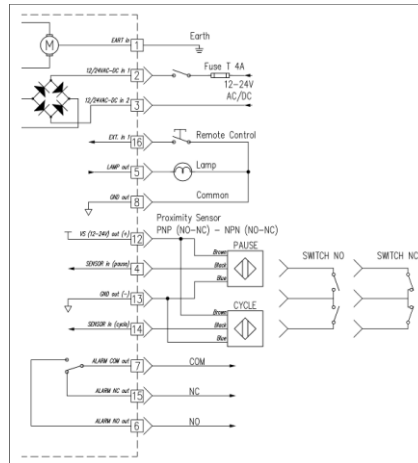 M
EART in
1
Earth
12/24VAC-DC in 1
2
Fuse T 4A
12-24V
AC/DC
12/24VAC-DC in 2
3
EXT. in 1
16
Remote Control
LAMP out
5
Lamp
GND out
8
Common
Proximity Sensor
PNP (NO-NC) - NPN (NO-NC)
VS (12-24V) out (+)
12
PAUSE
SWITCH NO
SWITCH NC
Brown
SENSOR in (pause)
4
Black
Blue
GND out (-)
13
CYCLE
Brown
SENSOR in (cycle)
14
Black
Blue
ALARM COM out
7
COM
ALARM NC out
15
NC
ALARM NO out
6
NO